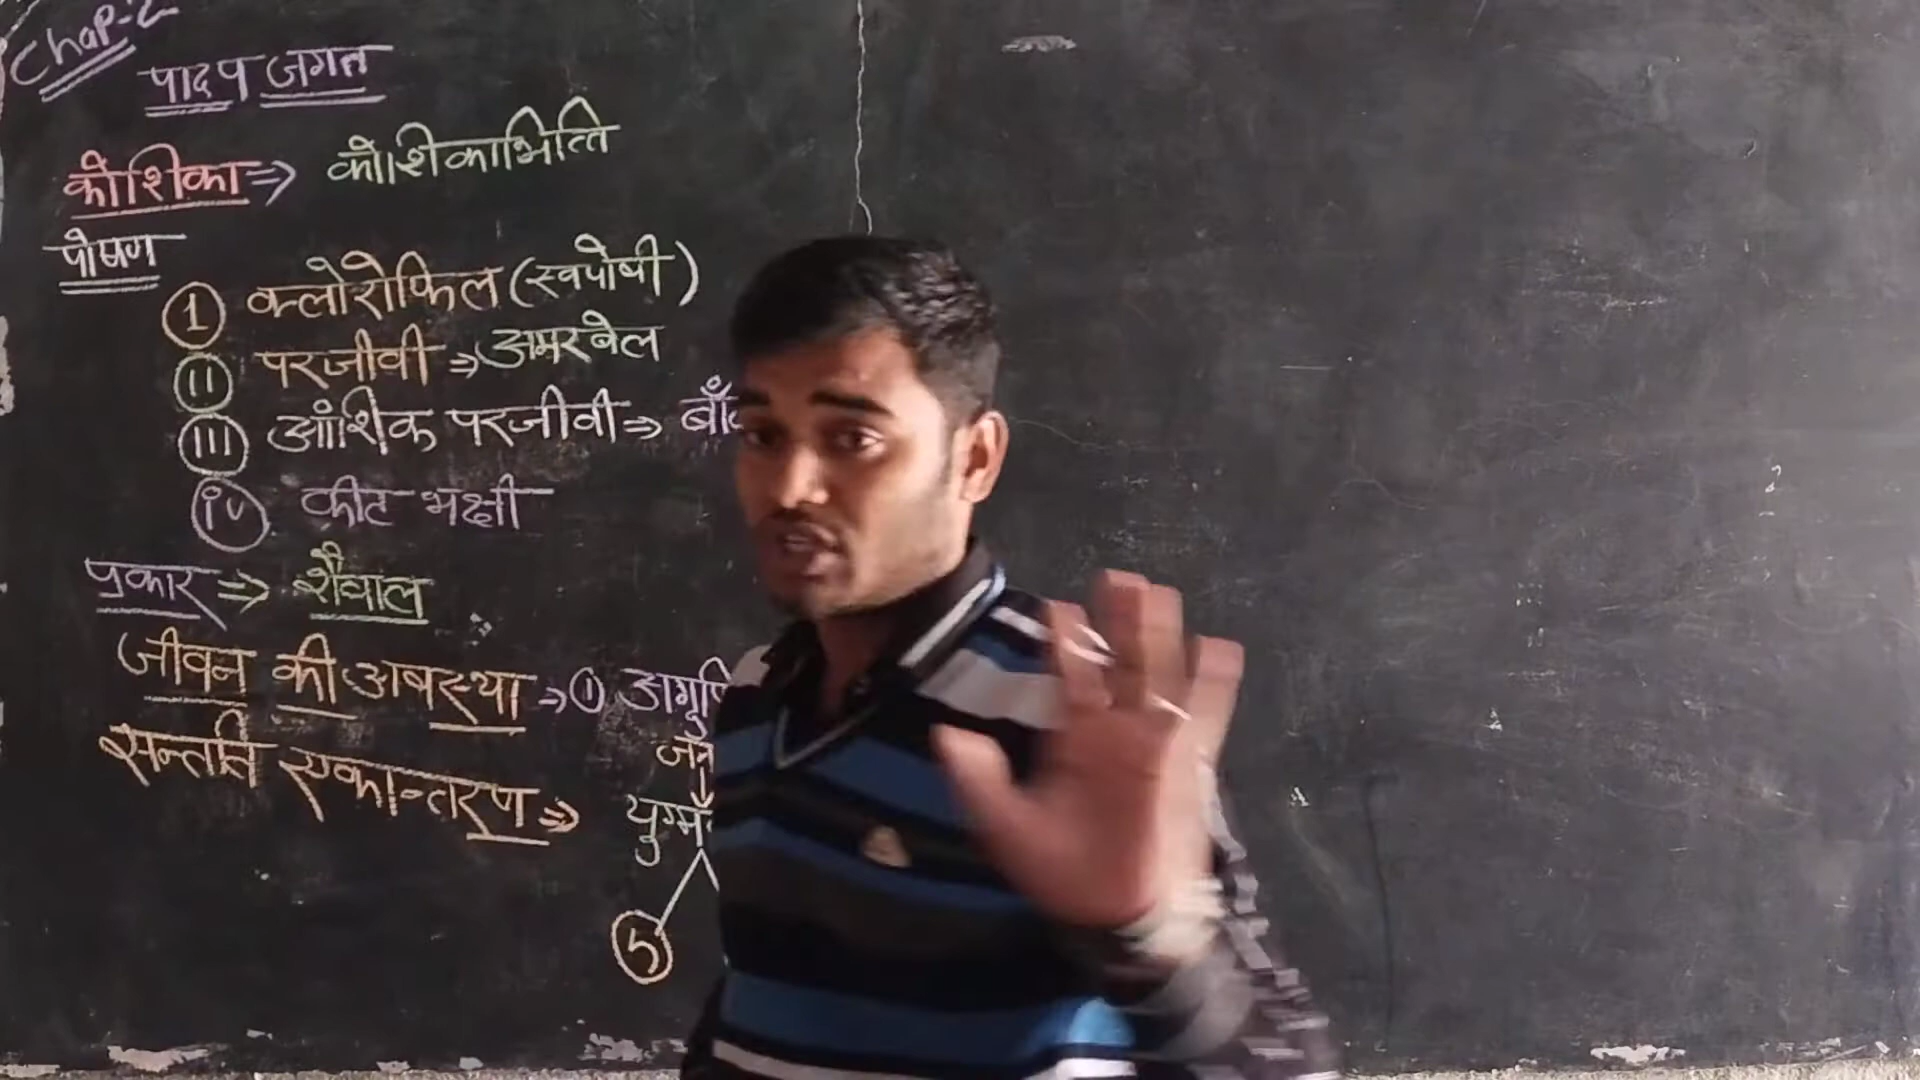 Chap-2
पादप जगत
कोशिका ⇒ कोशिकाभित्ति
पोषण
① क्लोरोफिल (स्वपोषी)
(ii) परजीवी ⇒ अमरबेल
(iii) आंशिक परजीवी ⇒
(iv) कीट भक्षी
प्रकार ⇒ शैवाल
जीवन की अवस्था ⇒ ①
सन्तति एकान्तरण ⇒
5